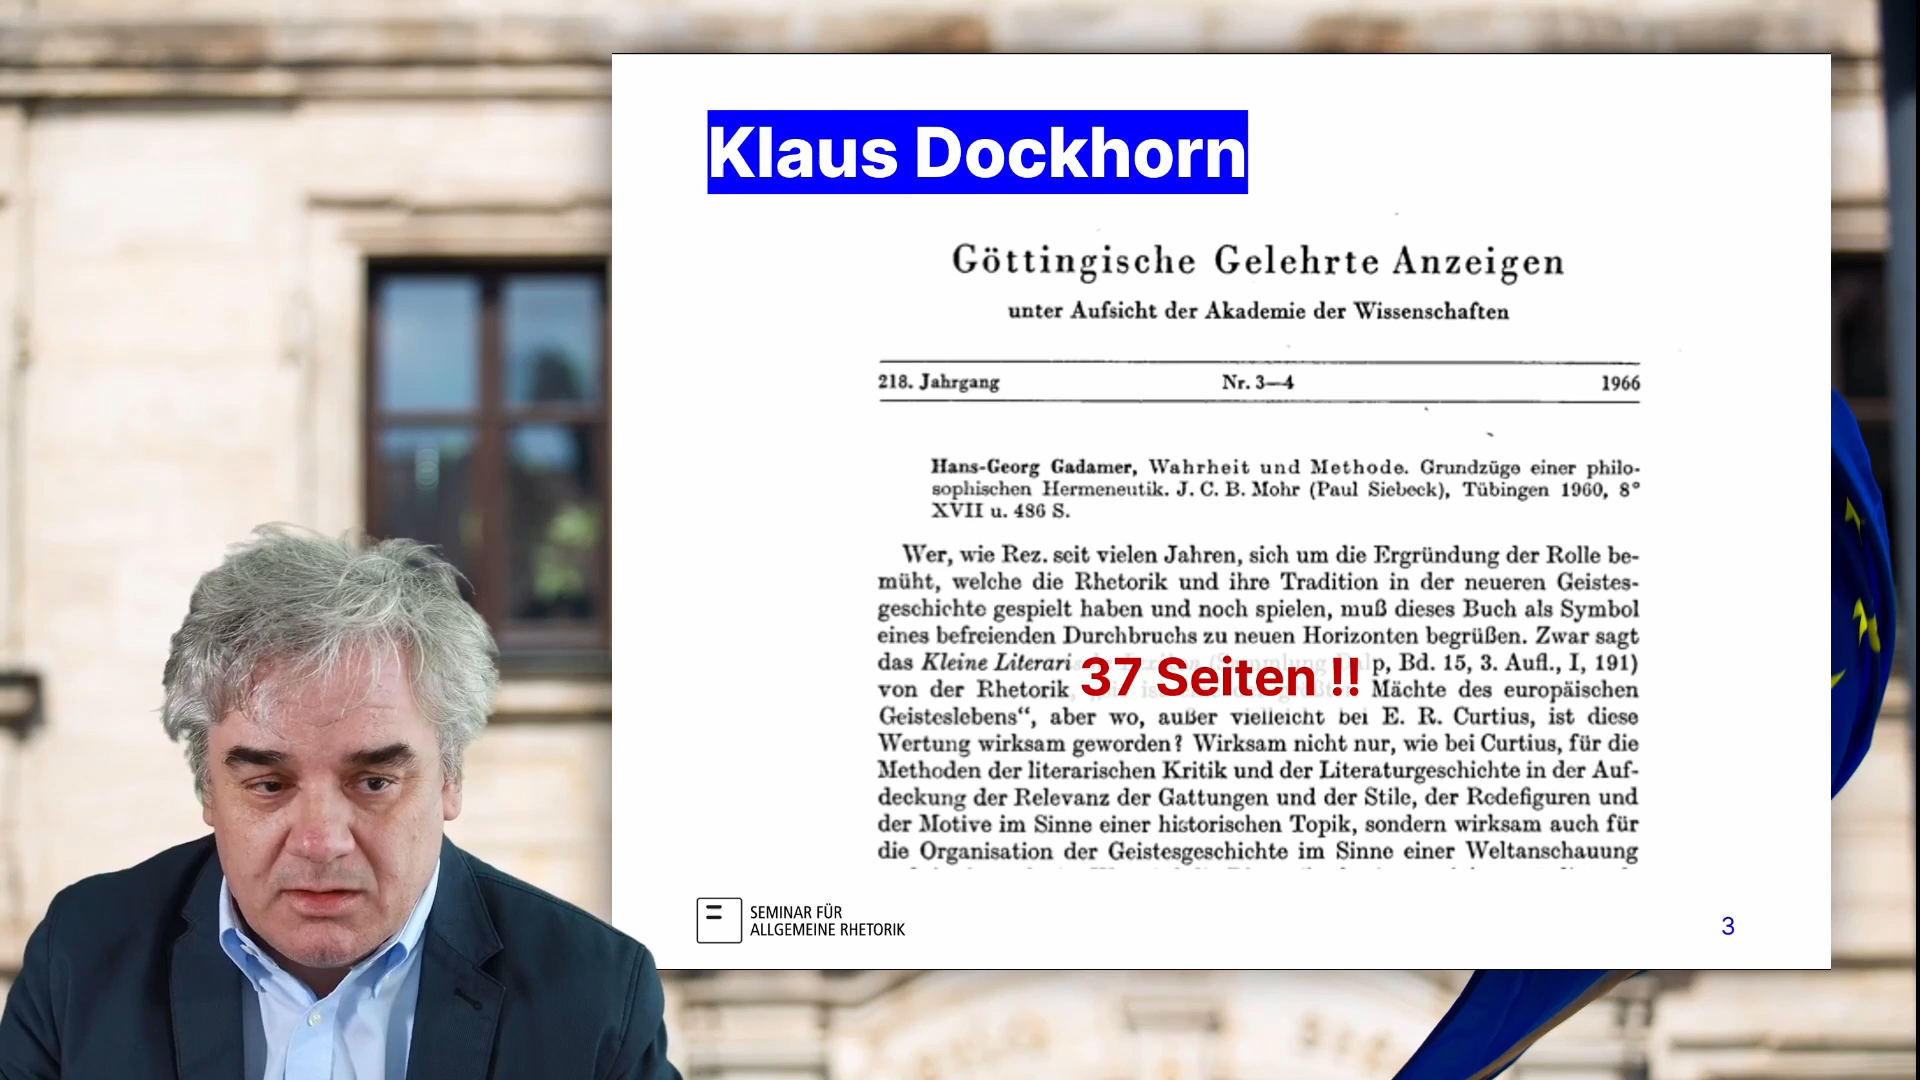 Klaus Dockhorn
Göttingische Gelehrte Anzeigen
unter Aufsicht der Akademie der Wissenschaften
218. Jahrgang Nr. 3—4 1966
Hans-Georg Gadamer, Wahrheit und Methode. Grundzüge einer philo-
sophischen Hermeneutik. J. C. B. Mohr (Paul Siebeck), Tübingen 1960, 8°
XVII u. 486 S.
Wer, wie Rez. seit vielen Jahren, sich um die Ergründung der Rolle be-
müht, welche die Rhetorik und ihre Tradition in der neueren Geistes-
geschichte gespielt haben und noch spielen, muß dieses Buch als Symbol
eines befreienden Durchbruchs zu neuen Horizonten begrüßen. Zwar sagt
das Kleine Literari p, Bd. 15, 3. Aufl., I, 191)
37 Seiten !!
von der Rhetorik, Mächte des europäischen
Geisteslebens“, aber wo, außer vielleicht bei E. R. Curtius, ist diese
Wertung wirksam geworden? Wirksam nicht nur, wie bei Curtius, für die
Methoden der literarischen Kritik und der Literaturgeschichte in der Auf-
deckung der Relevanz der Gattungen und der Stile, der Redefiguren und
der Motive im Sinne einer historischen Topik, sondern wirksam auch für
die Organisation der Geistesgeschichte im Sinne einer Weltanschauung
SEMINAR FÜR
ALLGEMEINE RHETORIK
3